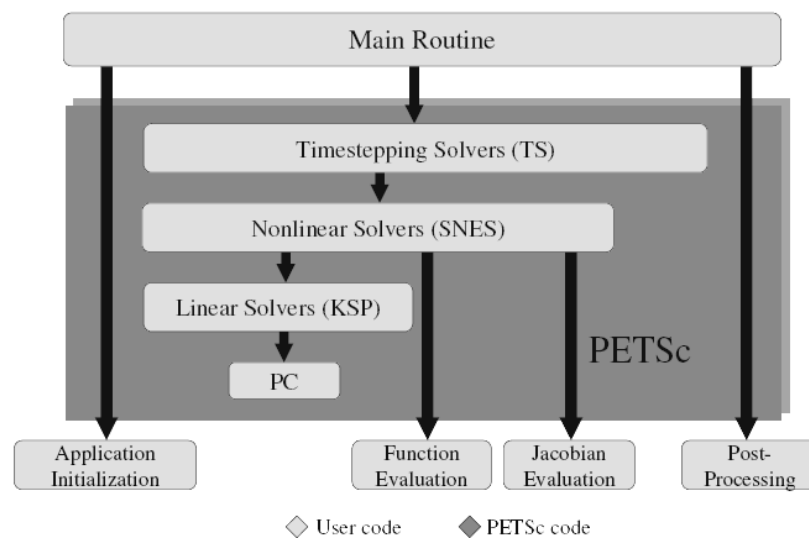 Main Routine
Timestepping Solvers (TS)
Nonlinear Solvers (SNES)
Linear Solvers (KSP)
PETSc
PC
Application
Initialization
Function
Evaluation
Jacobian
Evaluation
Post-
Processing
User code
PETSc code